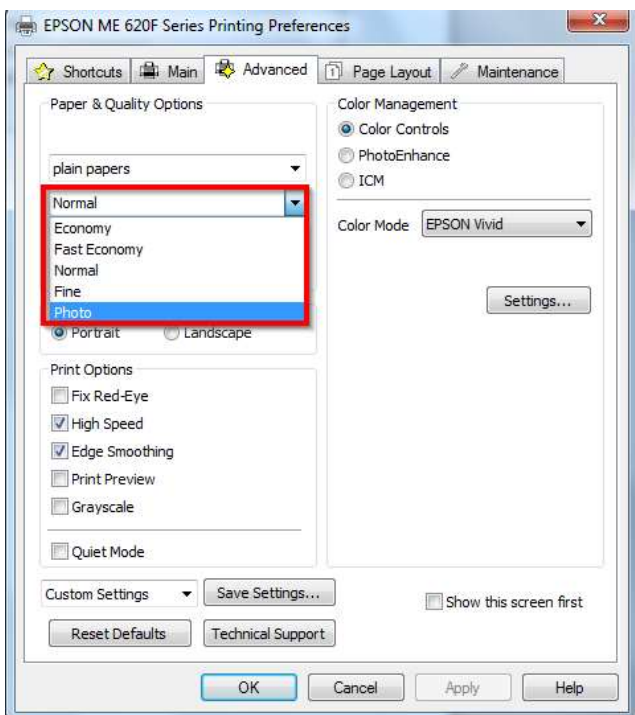 EPSON ME 620F Series Printing Preferences
Shortcuts Main Advanced Page Layout Maintenance
Paper & Quality Options
plain papers
Normal
Economy
Fast Economy
Normal
Fine
Photo
Portrait Landscape
Print Options
Fix Red-Eye
High Speed
Edge Smoothing
Print Preview
Grayscale
Quiet Mode
Color Management
Color Controls
PhotoEnhance
ICM
Color Mode EPSON Vivid
Settings...
Custom Settings Save Settings... Show this screen first
Reset Defaults Technical Support
OK Cancel Apply Help